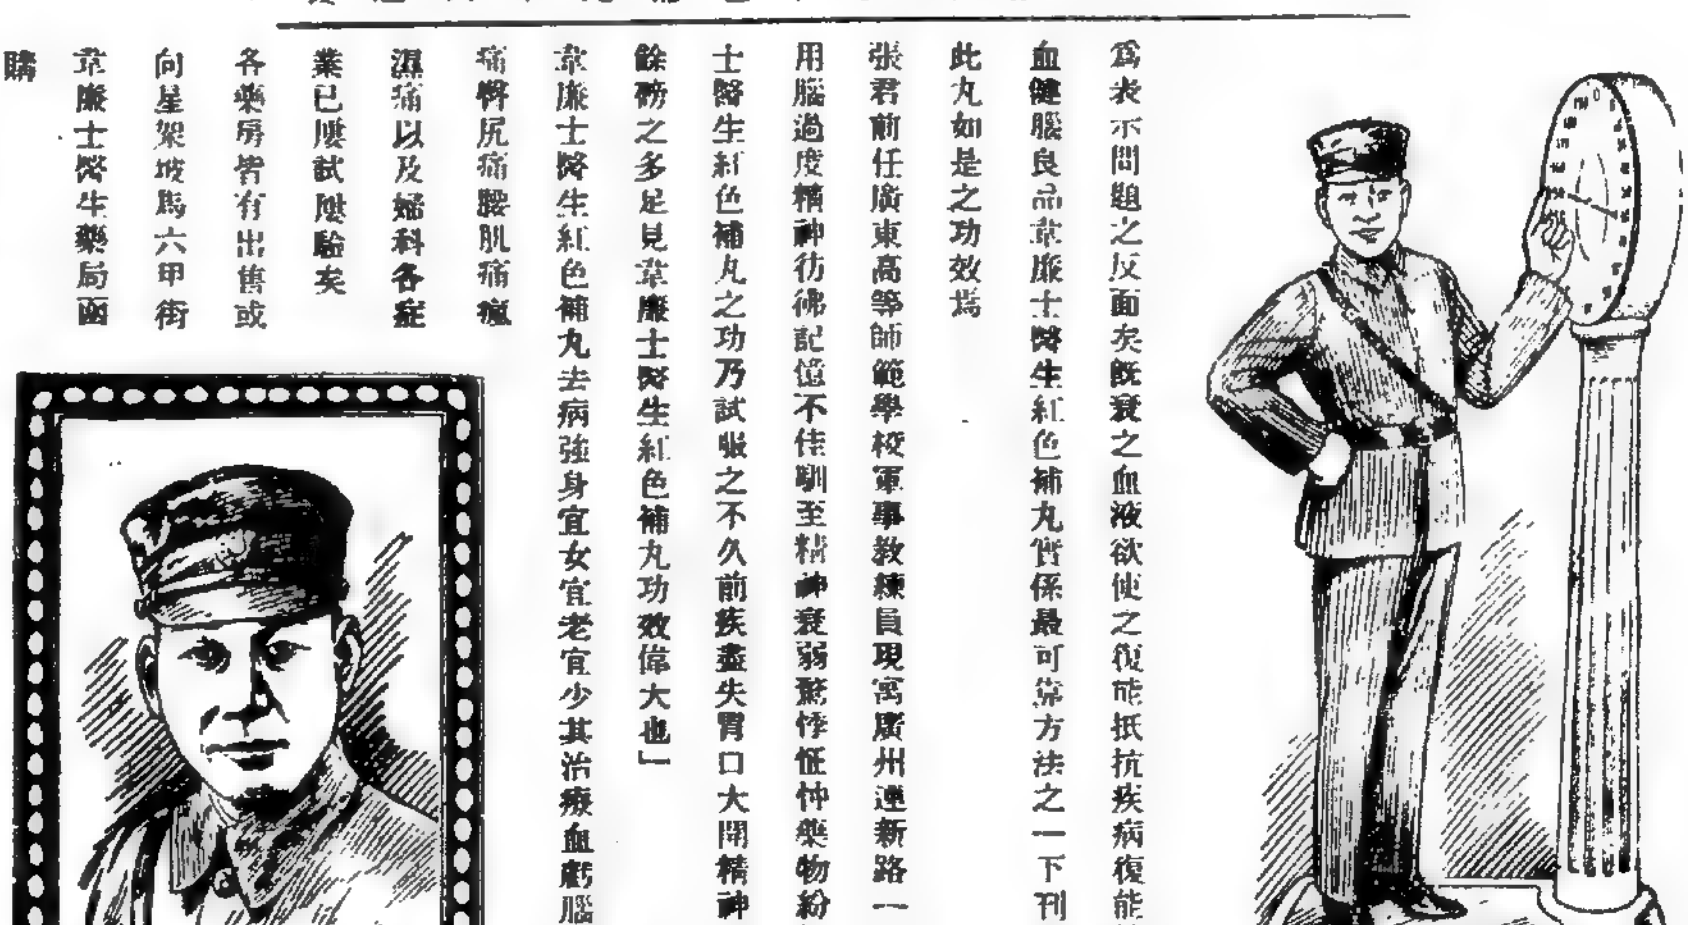 為表示問題之反面矣旣衰之血液欲使之復能抵抗疾病復能
血健腦良品韋廉士醫生紅色補丸實係最可靠方法之一下刊
此丸如是之功效焉
張君前任廣東高等師範學校軍事教練員現寓廣州連新路一
用腦過度精神彷彿記憶不佳馴至精神衰弱驚悸怔忡藥物紛
士醫生紅色補丸之功乃試服之不久前疾盡失胃口大開精神
餘磅之多足見韋廉士醫生紅色補丸功效偉大也」
韋廉士醫生紅色補丸去病強身宜女宜老宜少其治療血虧腦
痛臀尻痛腰肌痛瘋
濕痛以及婦科各症
業已屢試屢驗矣
各藥房皆有出售或
向星架坡馬六甲街
韋廉士醫生藥局函
購